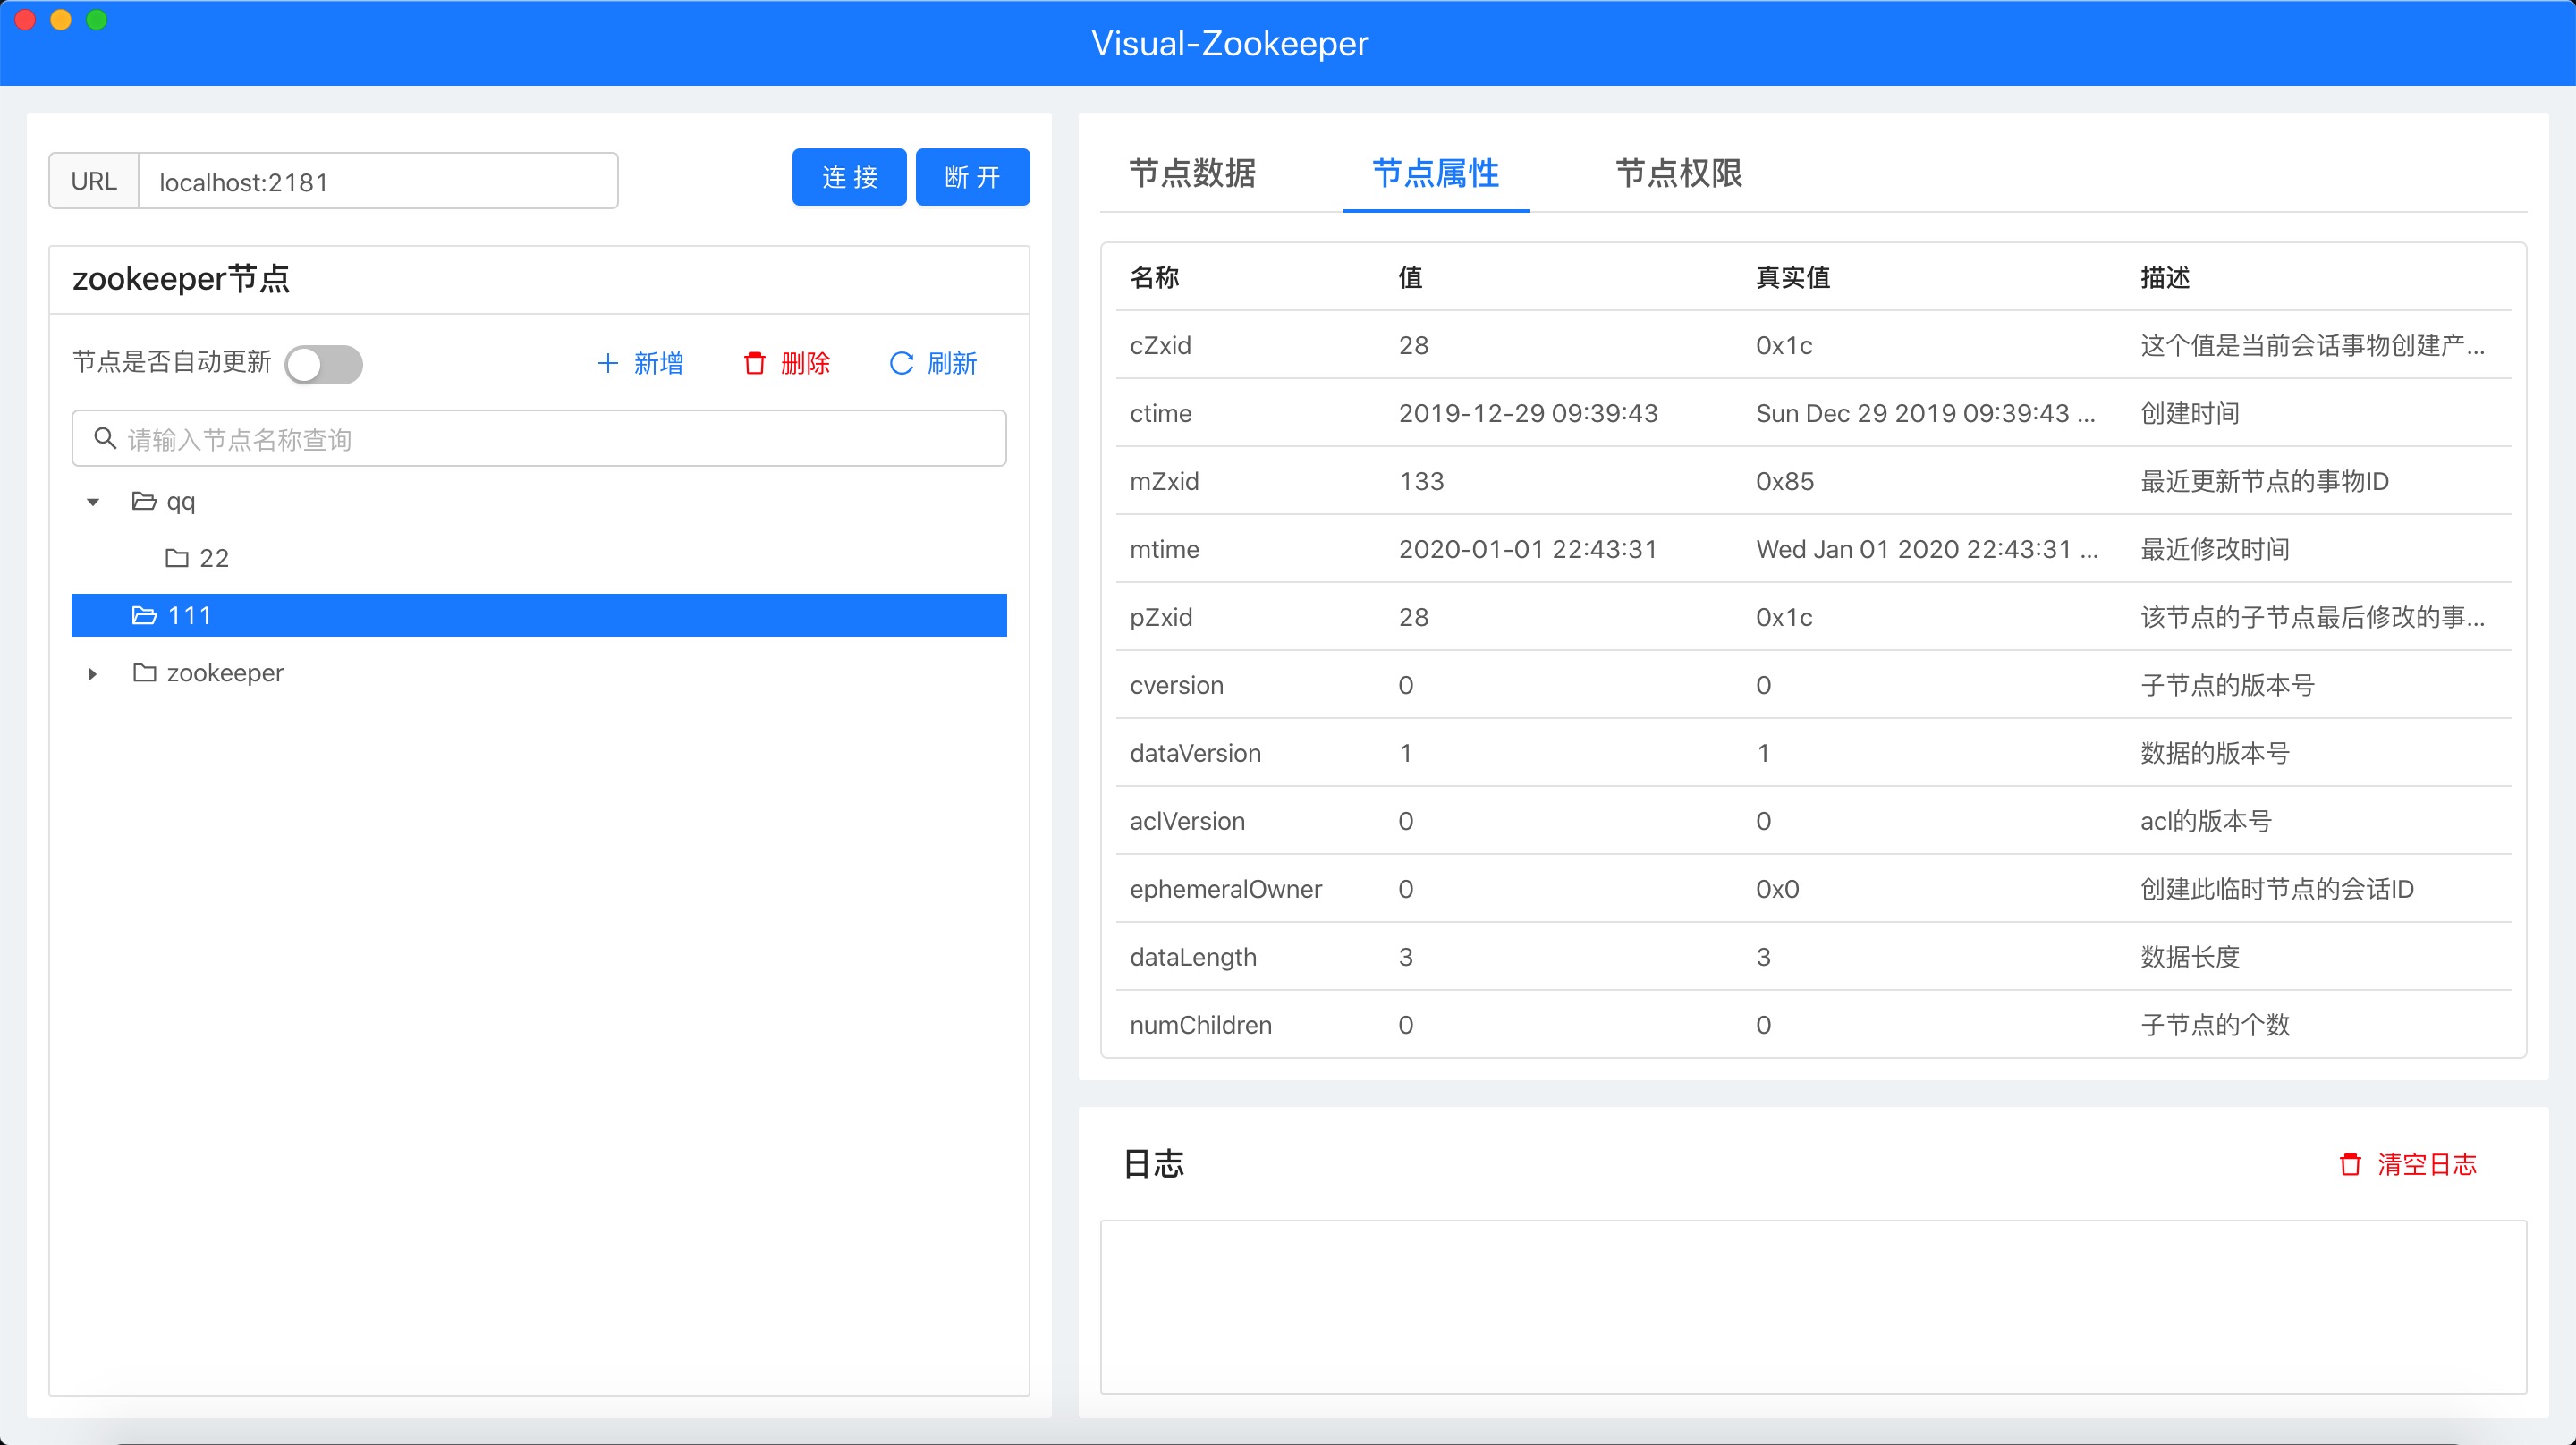 Visual-Zookeeper
URL localhost:2181 连 接 断 开
zookeeper节点
节点是否自动更新 新增 删除 刷新
请输入节点名称查询
qq
22
111
zookeeper
节点数据 节点属性 节点权限
名称 值 真实值 描述
cZxid 28 0x1c 这个值是当前会话事物创建产...
ctime 2019-12-29 09:39:43 Sun Dec 29 2019 09:39:43 ... 创建时间
mZxid 133 0x85 最近更新节点的事物ID
mtime 2020-01-01 22:43:31 Wed Jan 01 2020 22:43:31 ... 最近修改时间
pZxid 28 0x1c 该节点的子节点最后修改的事...
cversion 0 0 子节点的版本号
dataVersion 1 1 数据的版本号
aclVersion 0 0 acl的版本号
ephemeralOwner 0 0x0 创建此临时节点的会话ID
dataLength 3 3 数据长度
numChildren 0 0 子节点的个数
日志 清空日志